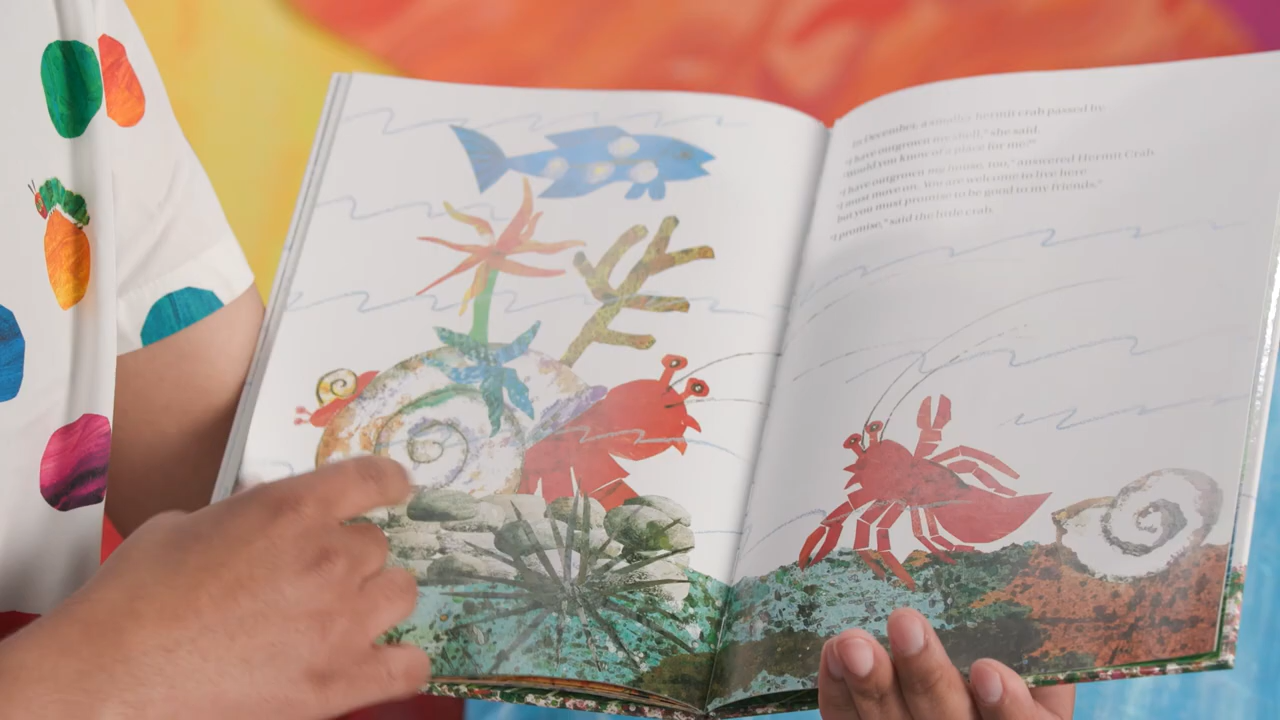 In December, a smaller hermit crab passed by.
"I have outgrown my shell," she said.
"Would you know of a place for me?"
"I have outgrown my house, too," answered Hermit Crab
"I must move on. You are welcome to live here
but you must promise to be good to my friends."
"I promise," said the little crab.